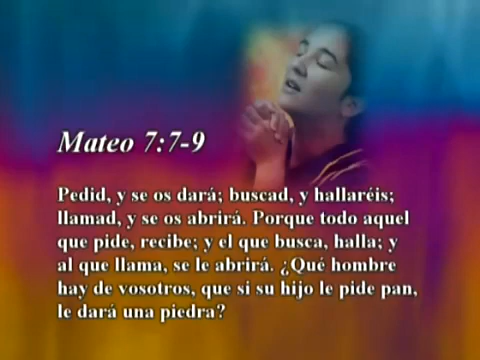 Mateo 7:7-9
Pedid, y se os dará; buscad, y hallaréis;
llamad, y se os abrirá. Porque todo aquel
que pide, recibe; y el que busca, halla; y
al que llama, se le abrirá. ¿Qué hombre
hay de vosotros, que si su hijo le pide pan,
le dará una piedra?